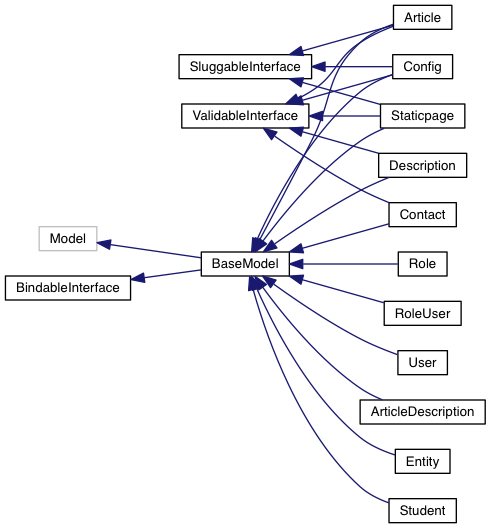 Article
SluggableInterface
Config
ValidableInterface
Staticpage
Description
Contact
Model
BaseModel
Role
BindableInterface
RoleUser
User
ArticleDescription
Entity
Student